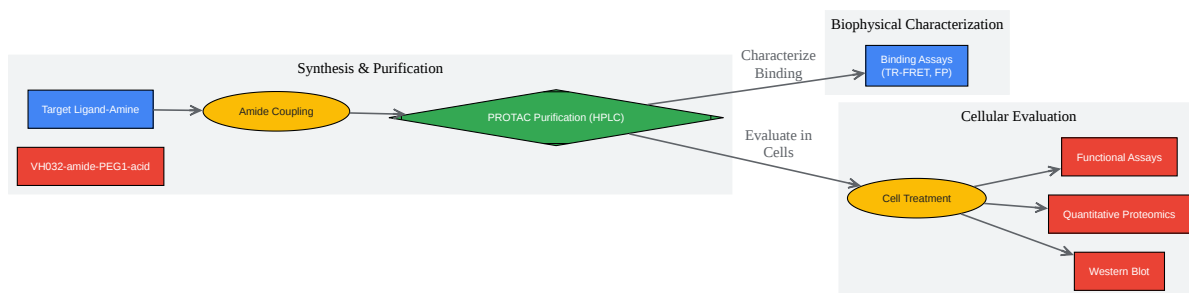 Synthesis & Purification
Target Ligand-Amine
VH032-amide-PEG1-acid
Amide Coupling
PROTAC Purification (HPLC)
Characterize
Binding
Evaluate in
Cells
Biophysical Characterization
Binding Assays
(TR-FRET, FP)
Cellular Evaluation
Cell Treatment
Functional Assays
Quantitative Proteomics
Western Blot